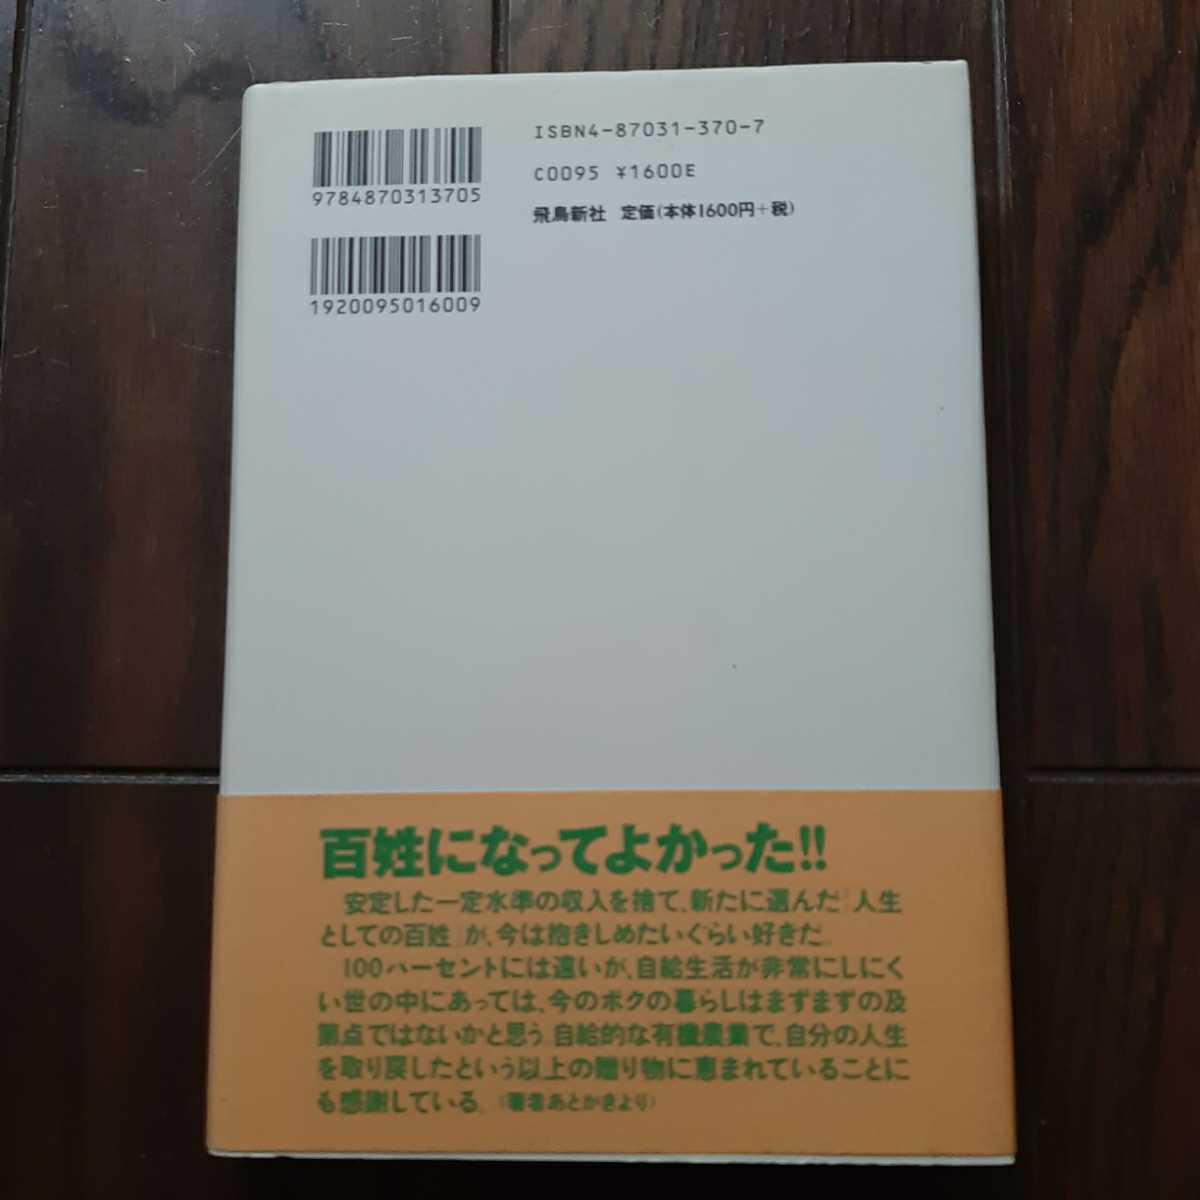 ISBN4-87031-370-7
9784870313705
C0095 ¥1600E
飛鳥新社 定価(本体1600円+税)
1920095016009
百姓になってよかった!!
安定した一定水準の収入を捨て、新たに選んだ「人生
としての百姓」が、今は抱きしめたいぐらい好きだ。
100パーセントには遠いが、自給生活が非常にしにく
い世の中にあっては、今のボクの暮らしはまずまずの及
第点ではないかと思う。自給的な有機農業で、自分の人生
を取り戻したという以上の贈り物に恵まれていることに
も感謝している。(著者あとがきより)